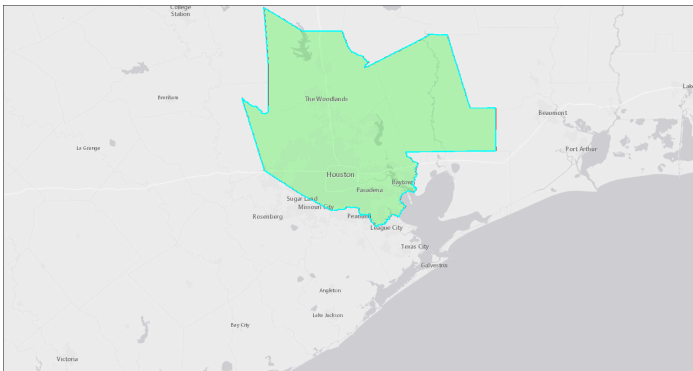 College
Station
Brenham
The Woodlands
Lake
Beaumont
La Grange
Port Arthur
Houston
Baytown
Pasadena
Sugar Land
Missouri City
Rosenberg
Pearland
League City
Texas City
Galveston
Angleton
Lake Jackson
Bay City
Victoria